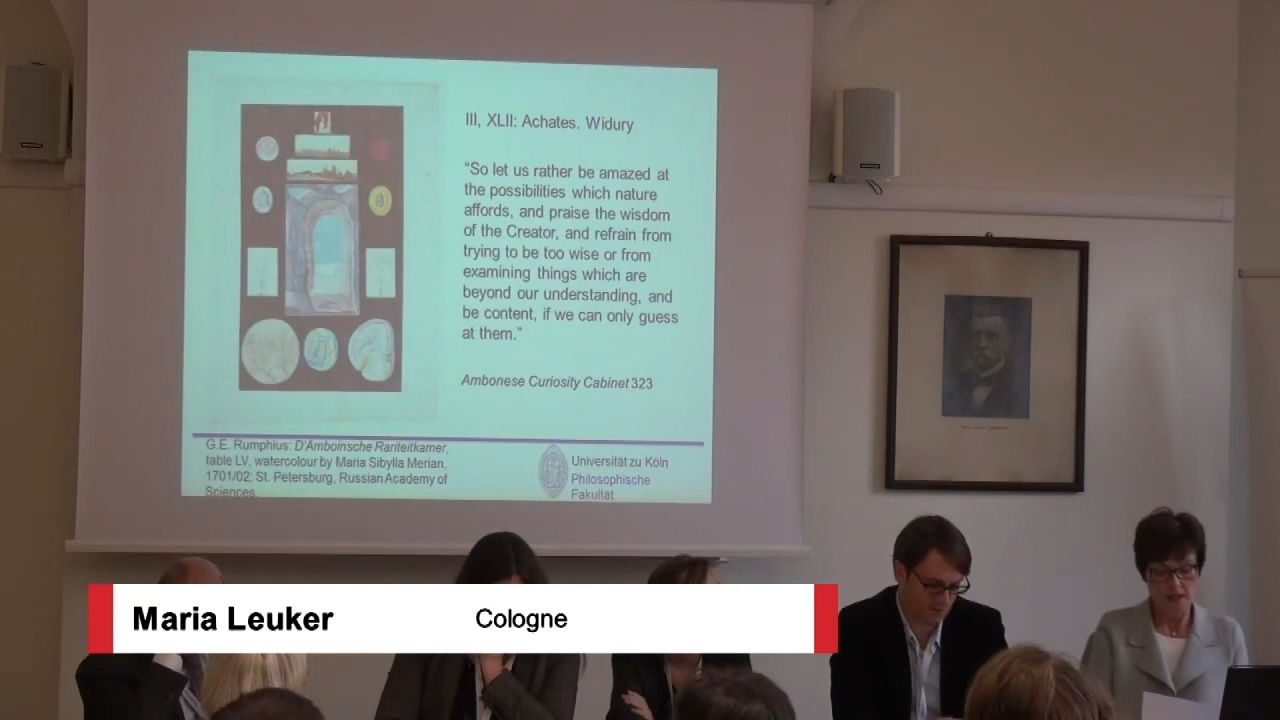 III, XLII: Achates. Widury
“So let us rather be amazed at
the possibilities which nature
affords, and praise the wisdom
of the Creator, and refrain from
trying to be too wise or from
examining things which are
beyond our understanding, and
be content, if we can only guess
at them.”
Ambonese Curiosity Cabinet 323
G.E. Rumphius: D’Amboinsche Rariteitkamer,
table LV, watercolour by Maria Sibylla Merian.
1701/02; St. Petersburg, Russian Academy of
Sciences
Universität zu Köln
Philosophische
Fakultät
Maria Leuker
Cologne